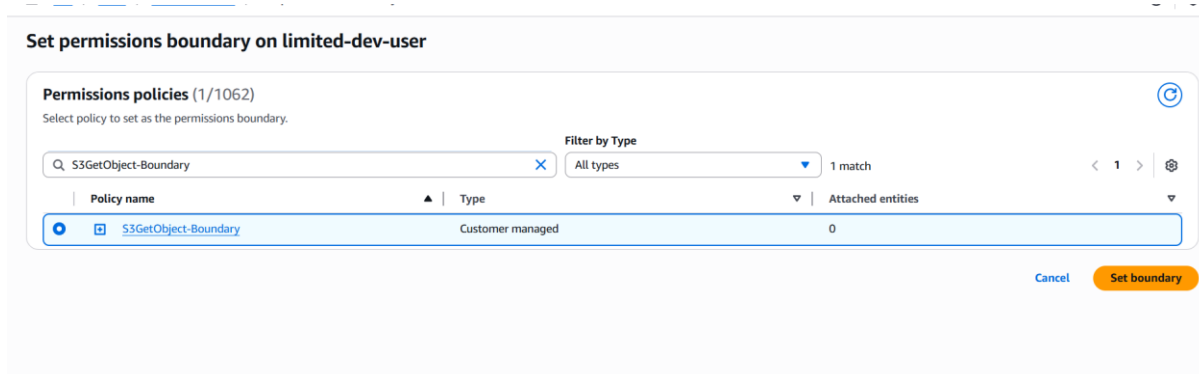 Set permissions boundary on limited-dev-user
Permissions policies (1/1062)
Select policy to set as the permissions boundary.
Filter by Type
S3GetObject-Boundary
All types
1 match
1
Policy name
Type
Attached entities
S3GetObject-Boundary
Customer managed
0
Cancel
Set boundary